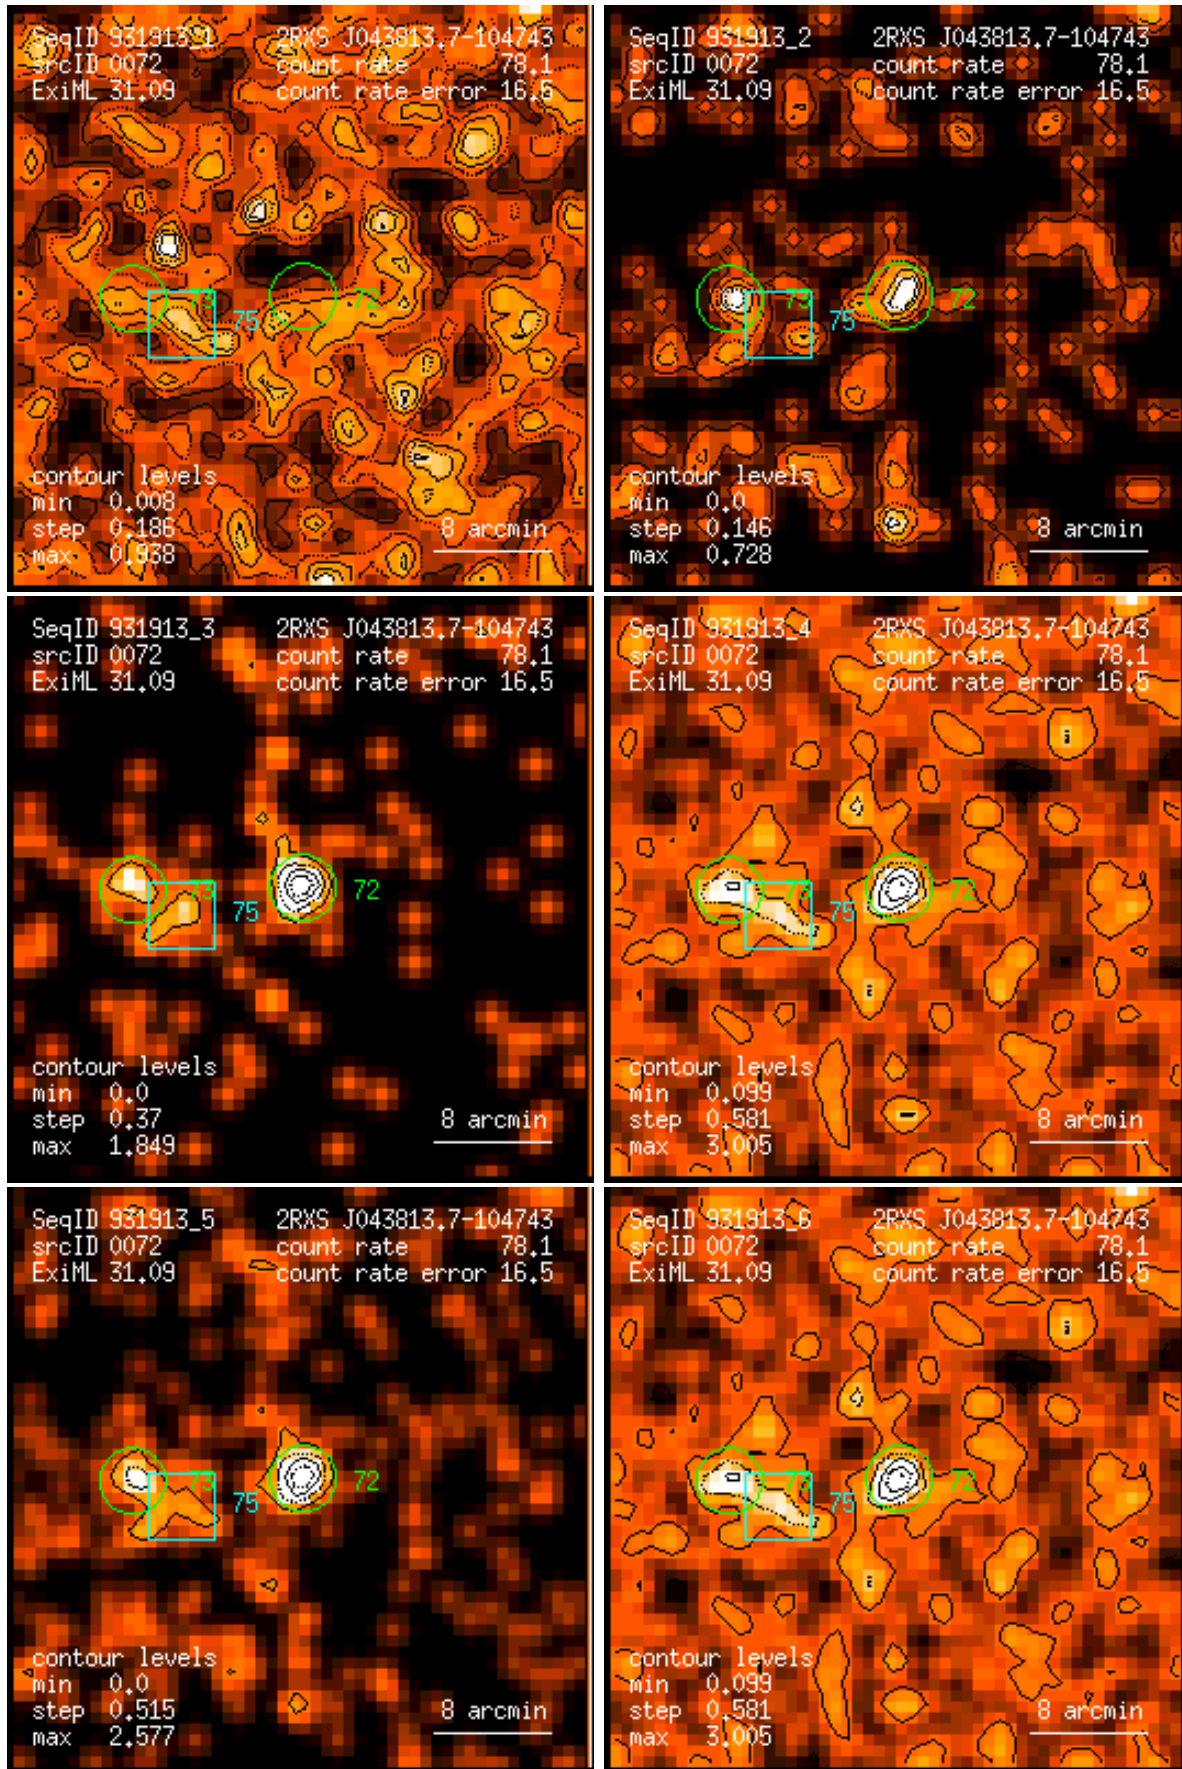 SeqID 931913_1 2RXS J043813.7-104743
srcID 0072 count rate 78.1
ExiML 31.09 count rate error 16.5
73
72
75
contour levels
min 0.008
step 0.186
max 0.938
8 arcmin
SeqID 931913_2 2RXS J043813.7-104743
srcID 0072 count rate 78.1
ExiML 31.09 count rate error 16.5
73
72
75
contour levels
min 0.0
step 0.146
max 0.728
8 arcmin
SeqID 931913_3 2RXS J043813.7-104743
srcID 0072 count rate 78.1
ExiML 31.09 count rate error 16.5
73
72
75
contour levels
min 0.0
step 0.37
max 1.849
8 arcmin
SeqID 931913_4 2RXS J043813.7-104743
srcID 0072 count rate 78.1
ExiML 31.09 count rate error 16.5
73
72
75
contour levels
min 0.099
step 0.581
max 3.005
8 arcmin
SeqID 931913_5 2RXS J043813.7-104743
srcID 0072 count rate 78.1
ExiML 31.09 count rate error 16.5
73
72
75
contour levels
min 0.0
step 0.515
max 2.577
8 arcmin
SeqID 931913_6 2RXS J043813.7-104743
srcID 0072 count rate 78.1
ExiML 31.09 count rate error 16.5
73
72
75
contour levels
min 0.099
step 0.581
max 3.005
8 arcmin